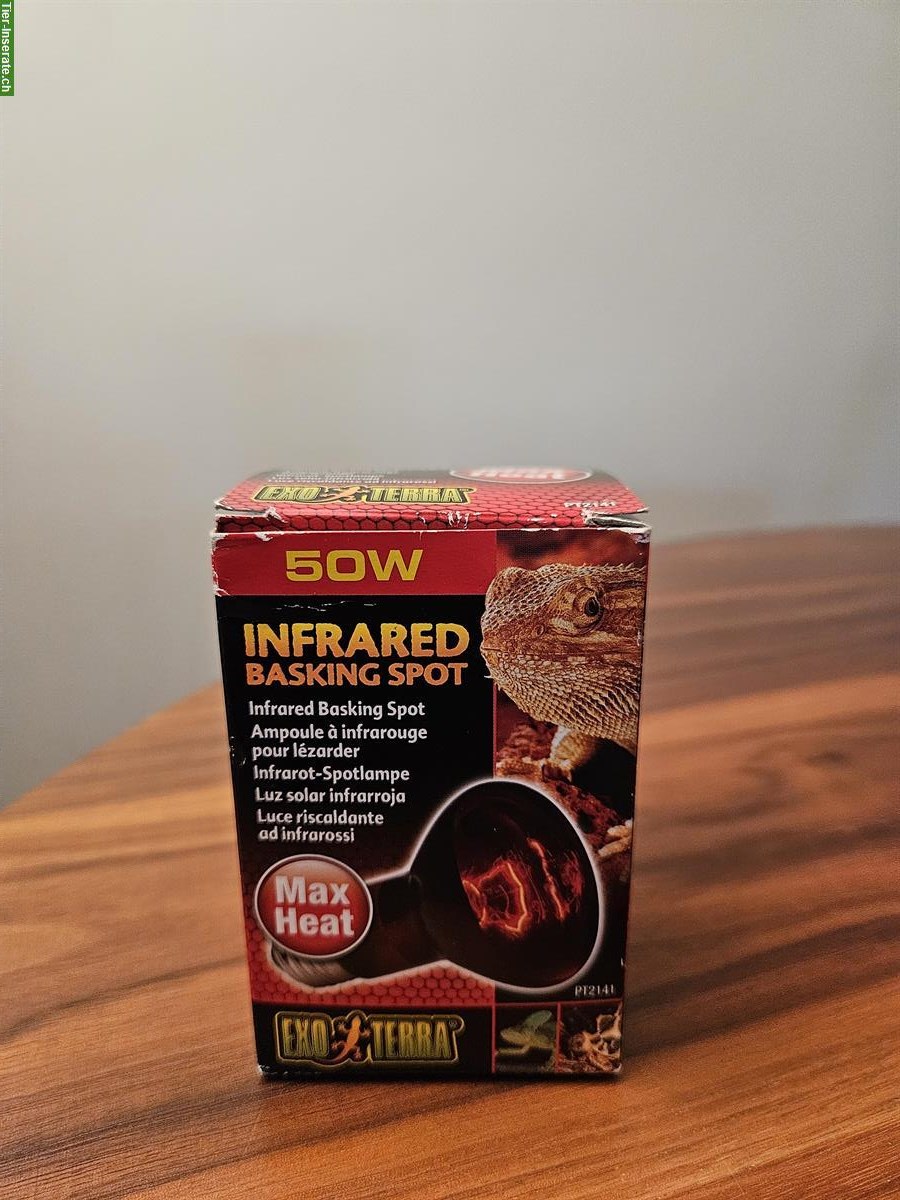 Tier-Inserate.ch
EXO TERRA
PT2141
50W
INFRARED
BASKING SPOT
Infrared Basking Spot
Ampoule à infrarouge
pour lézarder
Infrarot-Spotlampe
Luz solar infrarroja
Luce riscaldante
ad infrarossi
Max
Heat
PT2141
EXO TERRA®